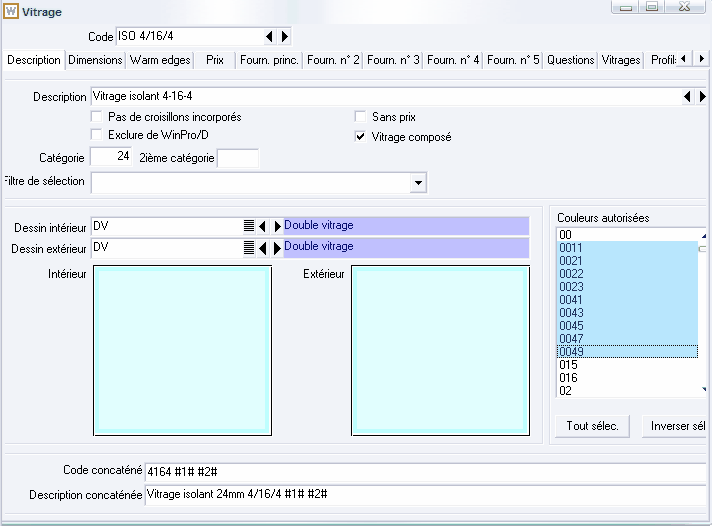 W Vitrage
Code ISO 4/16/4
Description Dimensions Warm edges Prix Fourn. princ. Fourn. n° 2 Fourn. n° 3 Fourn. n° 4 Fourn. n° 5 Questions Vitrages Profil
Description Vitrage isolant 4-16-4
Pas de croisillons incorporés Sans prix
Exclure de WinPro/D Vitrage composé
Catégorie 24 2ième catégorie
Filtre de sélection
Dessin intérieur DV Double vitrage
Dessin extérieur DV Double vitrage
Intérieur Extérieur
Couleurs autorisées
00
0011
0021
0022
0023
0041
0043
0045
0047
0049
015
016
02
Tout sélec. Inverser sél
Code concaténé 4164 #1# #2#
Description concaténée Vitrage isolant 24mm 4/16/4 #1# #2#